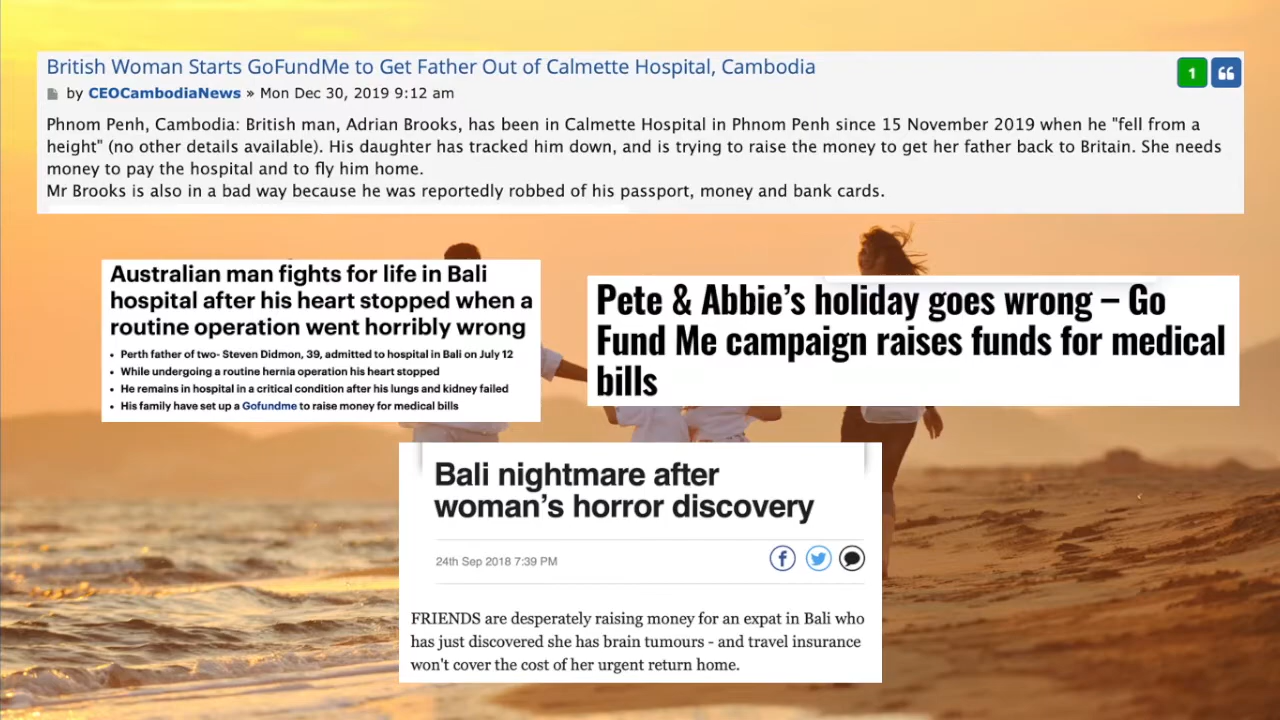 British Woman Starts GoFundMe to Get Father Out of Calmette Hospital, Cambodia
1
by CEOCambodiaNews » Mon Dec 30, 2019 9:12 am
Phnom Penh, Cambodia: British man, Adrian Brooks, has been in Calmette Hospital in Phnom Penh since 15 November 2019 when he "fell from a
height" (no other details available). His daughter has tracked him down, and is trying to raise the money to get her father back to Britain. She needs
money to pay the hospital and to fly him home.
Mr Brooks is also in a bad way because he was reportedly robbed of his passport, money and bank cards.
Australian man fights for life in Bali
hospital after his heart stopped when a
routine operation went horribly wrong
• Perth father of two- Steven Didmon, 39, admitted to hospital in Bali on July 12
• While undergoing a routine hernia operation his heart stopped
• He remains in hospital in a critical condition after his lungs and kidney failed
• His family have set up a Gofundme to raise money for medical bills
Pete & Abbie's holiday goes wrong – Go
Fund Me campaign raises funds for medical
bills
Bali nightmare after
woman's horror discovery
24th Sep 2018 7:39 PM
FRIENDS are desperately raising money for an expat in Bali who
has just discovered she has brain tumours - and travel insurance
won't cover the cost of her urgent return home.